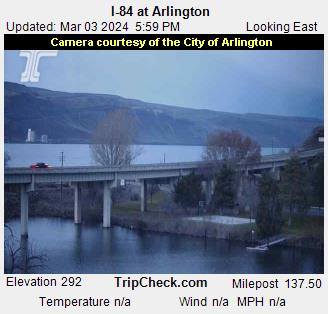 I-84 at Arlington
Updated: Mar 03 2024 5:59 PM Looking East
Camera courtesy of the City of Arlington
Elevation 292 TripCheck.com Milepost 137.50
Temperature n/a Wind n/a MPH n/a